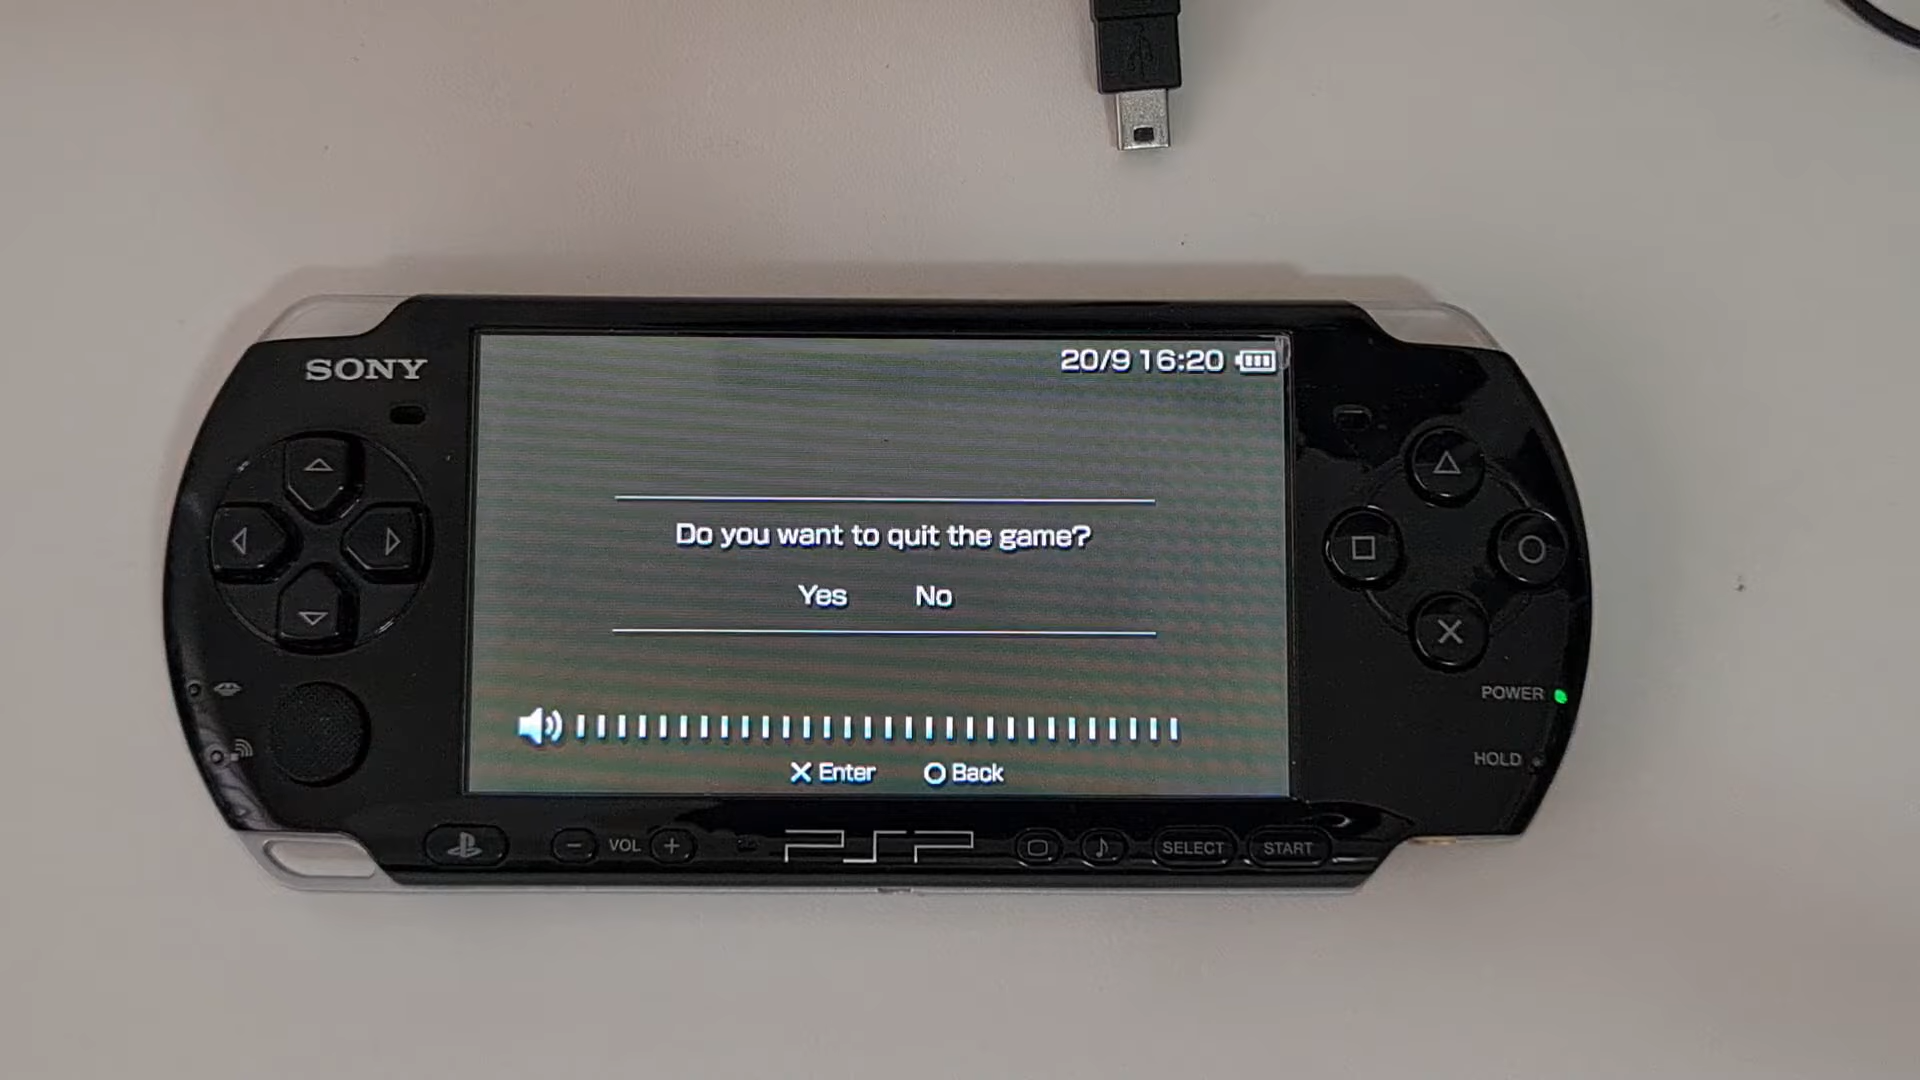 SONY
20/9 16:20
Do you want to quit the game?
Yes No
Enter Back
POWER
HOLD
VOL
PSP
SELECT
START